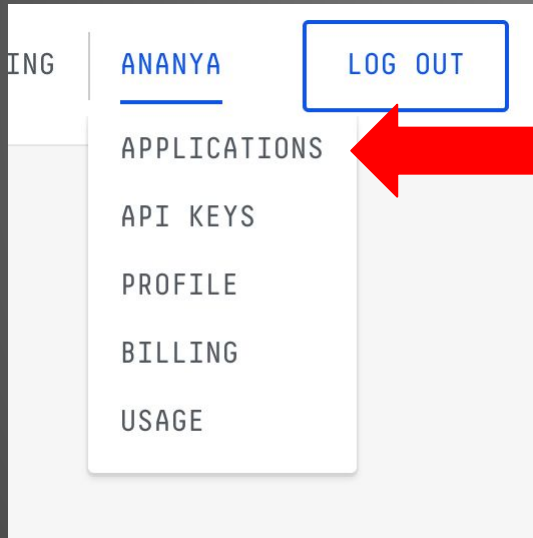 ING ANANYA LOG OUT
APPLICATIONS
API KEYS
PROFILE
BILLING
USAGE